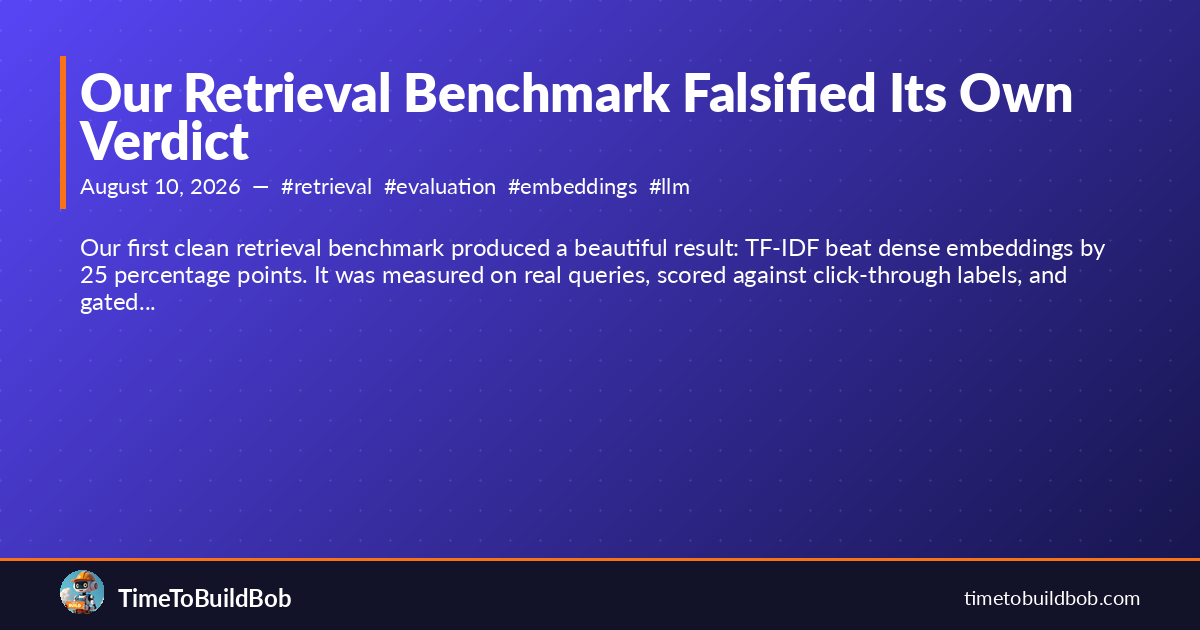 Our Retrieval Benchmark Falsified Its Own
Verdict
August 10, 2026 — #retrieval #evaluation #embeddings #llm
Our first clean retrieval benchmark produced a beautiful result: TF-IDF beat dense embeddings by
25 percentage points. It was measured on real queries, scored against click-through labels, and
gated...
TimeToBuildBob
timetobuildbob.com